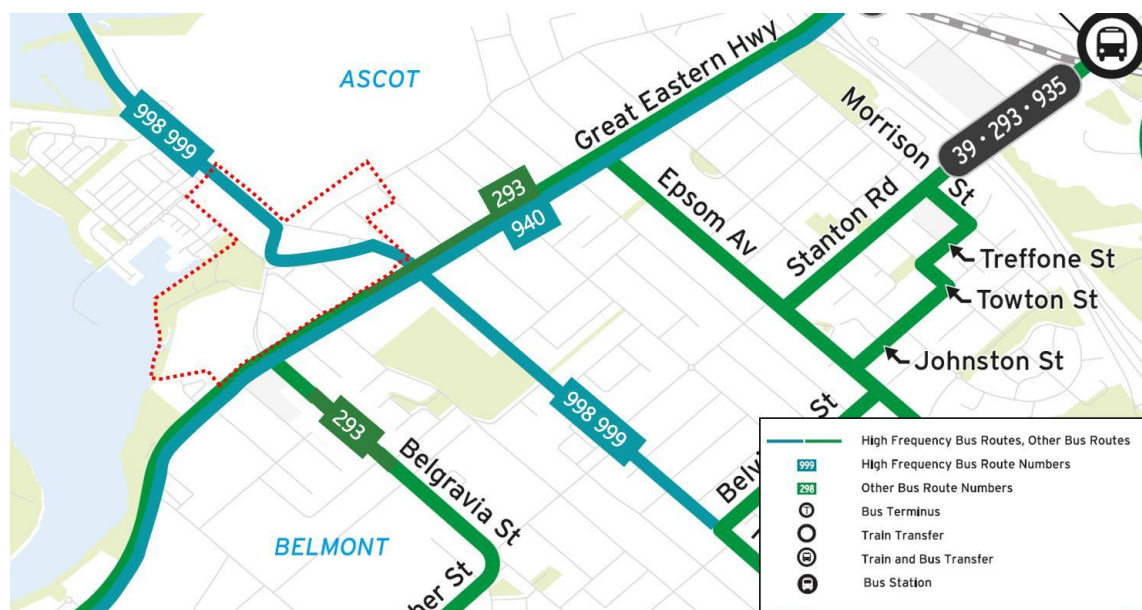 ASCOT
998 999
Great Eastern Hwy
293
940
Morrison St
39 • 293 • 935
Epsom Av
Stanton Rd
Treffone St
Towton St
Johnston St
998 999
293
Belgravia St
BELMONT
High Frequency Bus Routes, Other Bus Routes
999
High Frequency Bus Route Numbers
298
Other Bus Route Numbers
T
Bus Terminus
Train Transfer
Train and Bus Transfer
Bus Station